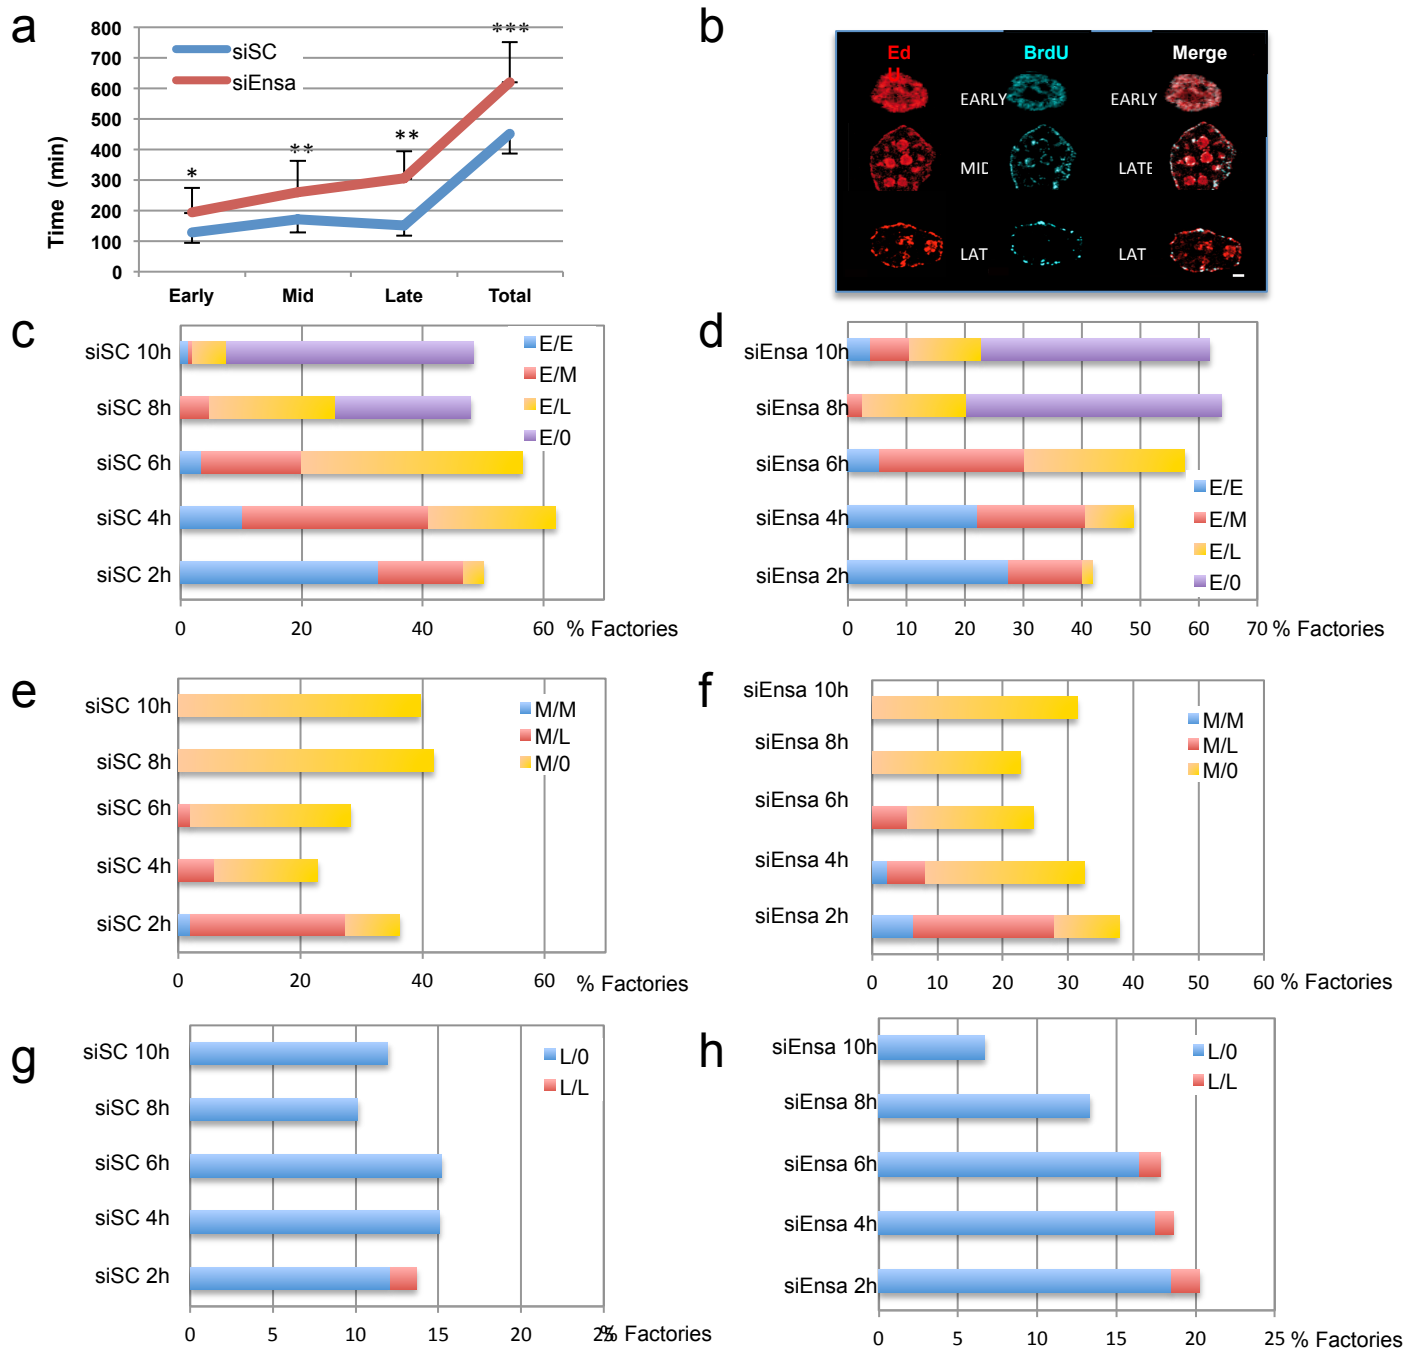 a
800
700
600
500
400
300
200
100
0
Time (min)
siSC
siEnsa
*
**
**
***
Early Mid Late Total
b
Ed
U
BrdU
Merge
EARLY EARLY
MID LATE
LAT LAT
c
siSC 10h
siSC 8h
siSC 6h
siSC 4h
siSC 2h
E/E
E/M
E/L
E/0
0 20 40 60 % Factories
d
siEnsa 10h
siEnsa 8h
siEnsa 6h
siEnsa 4h
siEnsa 2h
E/E
E/M
E/L
E/0
0 10 20 30 40 50 60 70 % Factories
e
siSC 10h
siSC 8h
siSC 6h
siSC 4h
siSC 2h
M/M
M/L
M/0
0 20 40 60 % Factories
f
siEnsa 10h
siEnsa 8h
siEnsa 6h
siEnsa 4h
siEnsa 2h
M/M
M/L
M/0
0 10 20 30 40 50 60 % Factories
g
siSC 10h
siSC 8h
siSC 6h
siSC 4h
siSC 2h
L/0
L/L
0 5 10 15 20 25 % Factories
h
siEnsa 10h
siEnsa 8h
siEnsa 6h
siEnsa 4h
siEnsa 2h
L/0
L/L
0 5 10 15 20 25 % Factories